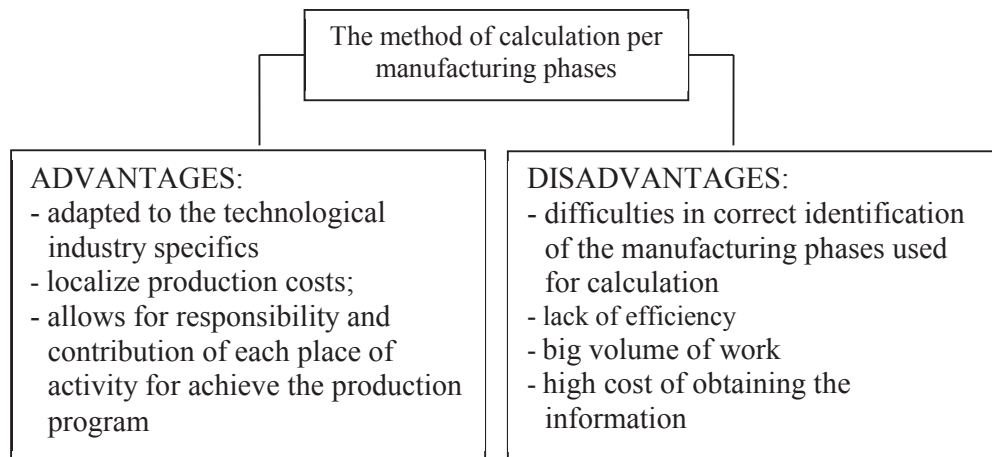 The method of calculation per
manufacturing phases
ADVANTAGES:
- adapted to the technological
industry specifics
- localize production costs;
- allows for responsibility and
contribution of each place of
activity for achieve the production
program
DISADVANTAGES:
- difficulties in correct identification
of the manufacturing phases used
for calculation
- lack of efficiency
- big volume of work
- high cost of obtaining the
information